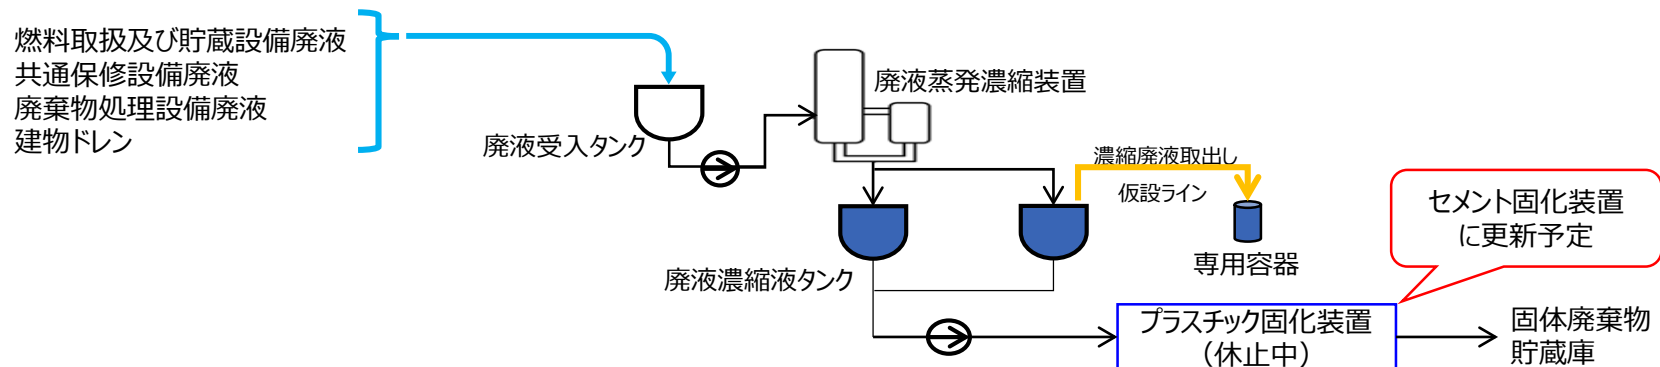 燃料取扱及び貯蔵設備廃液
共通保修設備廃液
廃棄物処理設備廃液
建物ドレン
廃液受入タンク
廃液蒸発濃縮装置
濃縮廃液取出し
仮設ライン
専用容器
セメント固化装置
に更新予定
廃液濃縮液タンク
プラスチック固化装置
（休止中）
固体廃棄物
貯蔵庫